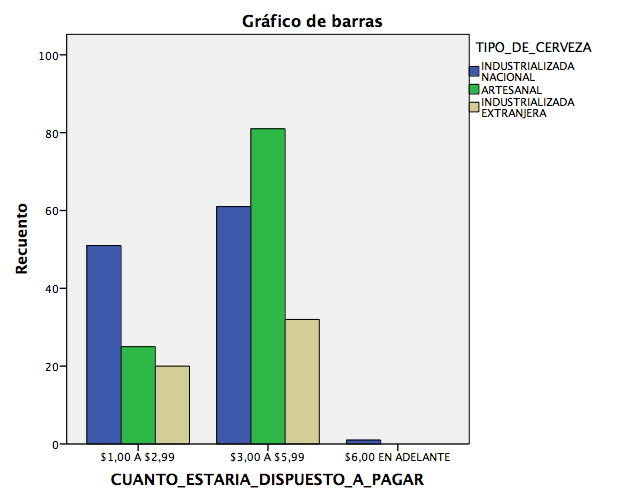 Gráfico de barras
TIPO_DE_CERVEZA
INDUSTRIALIZADA
NACIONAL
ARTESANAL
INDUSTRIALIZADA
EXTRANJERA
Recuento
100
80
60
40
20
0
$1,00 A $2,99
$3,00 A $5,99
$6,00 EN ADELANTE
CUANTO_ESTARIA_DISPUESTO_A_PAGAR